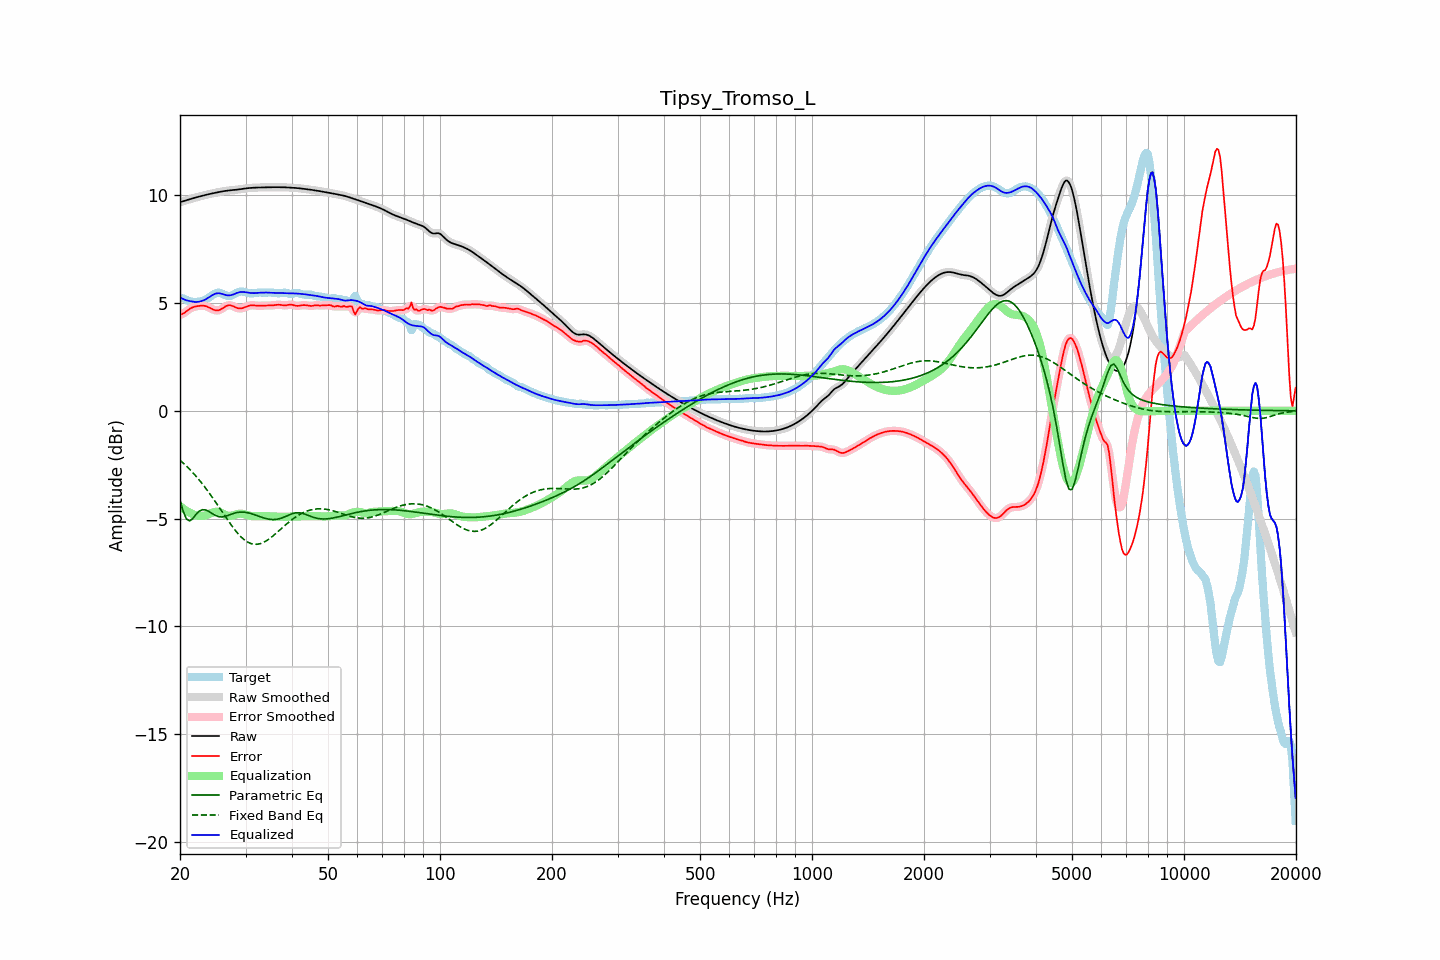 Tipsy_Tromso_L
Amplitude (dBr)
10
5
0
−5
−10
−15
−20
Target
Raw Smoothed
Error Smoothed
Raw
Error
Equalization
Parametric Eq
Fixed Band Eq
Equalized
20 50 100 200 500 1000 2000 5000 10000 20000
Frequency (Hz)